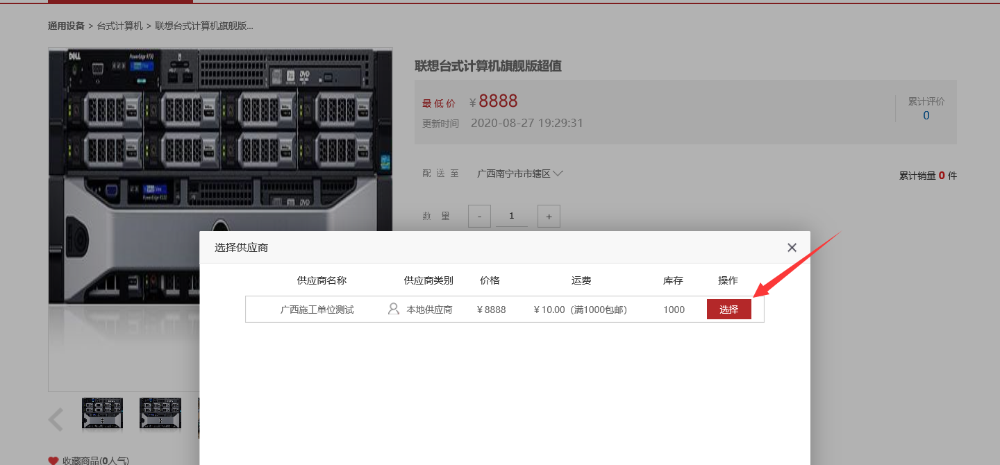 通用设备 > 台式计算机 > 联想台式计算机旗舰版...
DELL
PowerEdge R730
DVD
联想台式计算机旗舰版超值
最低价 ¥8888
更新时间 2020-08-27 19:29:31
累计评价
0
配送至 广西南宁市市辖区
累计销量 0 件
数量 - 1 +
选择供应商 ×
供应商名称 供应商类别 价格 运费 库存 操作
广西施工单位测试 本地供应商 ¥8888 ¥10.00（满1000包邮） 1000 选择
收藏商品(0人气)